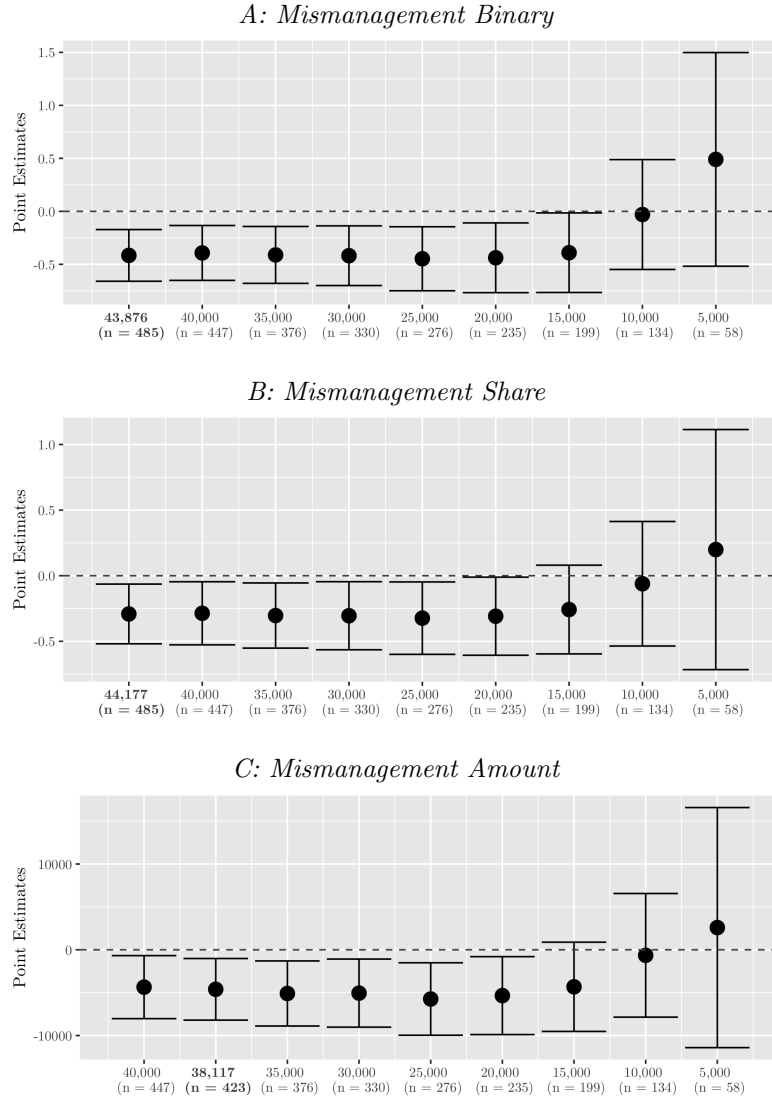 A: Mismanagement Binary
1.5
1.0
0.5
0.0
-0.5
Point Estimates
43,876 40,000 35,000 30,000 25,000 20,000 15,000 10,000 5,000
(n = 485) (n = 447) (n = 376) (n = 330) (n = 276) (n = 235) (n = 199) (n = 134) (n = 58)
B: Mismanagement Share
1.0
0.5
0.0
-0.5
Point Estimates
44,177 40,000 35,000 30,000 25,000 20,000 15,000 10,000 5,000
(n = 485) (n = 447) (n = 376) (n = 330) (n = 276) (n = 235) (n = 199) (n = 134) (n = 58)
C: Mismanagement Amount
10000
0
-10000
Point Estimates
40,000 38,117 35,000 30,000 25,000 20,000 15,000 10,000 5,000
(n = 447) (n = 423) (n = 376) (n = 330) (n = 276) (n = 235) (n = 199) (n = 134) (n = 58)